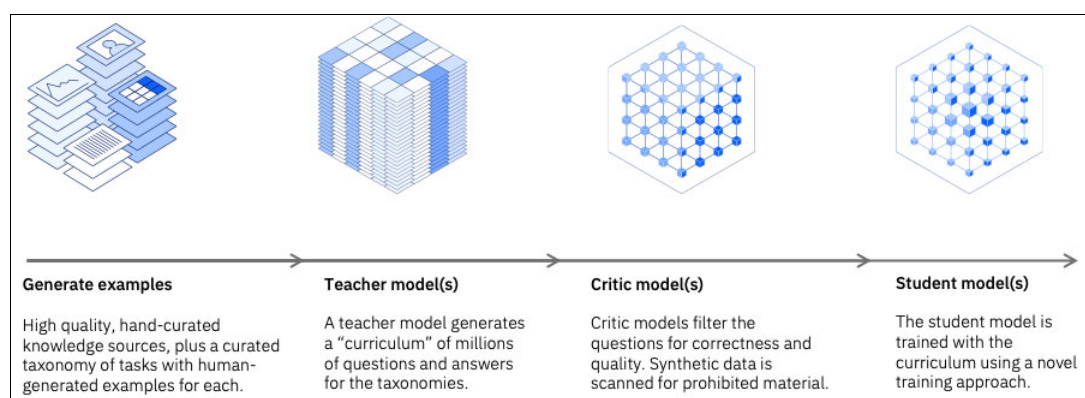 Generate examples
High quality, hand-curated
knowledge sources, plus a curated
taxonomy of tasks with human-
generated examples for each.
Teacher model(s)
A teacher model generates
a “curriculum” of millions
of questions and answers
for the taxonomies.
Critic model(s)
Critic models filter the
questions for correctness and
quality. Synthetic data is
scanned for prohibited material.
Student model(s)
The student model is
trained with the
curriculum using a novel
training approach.